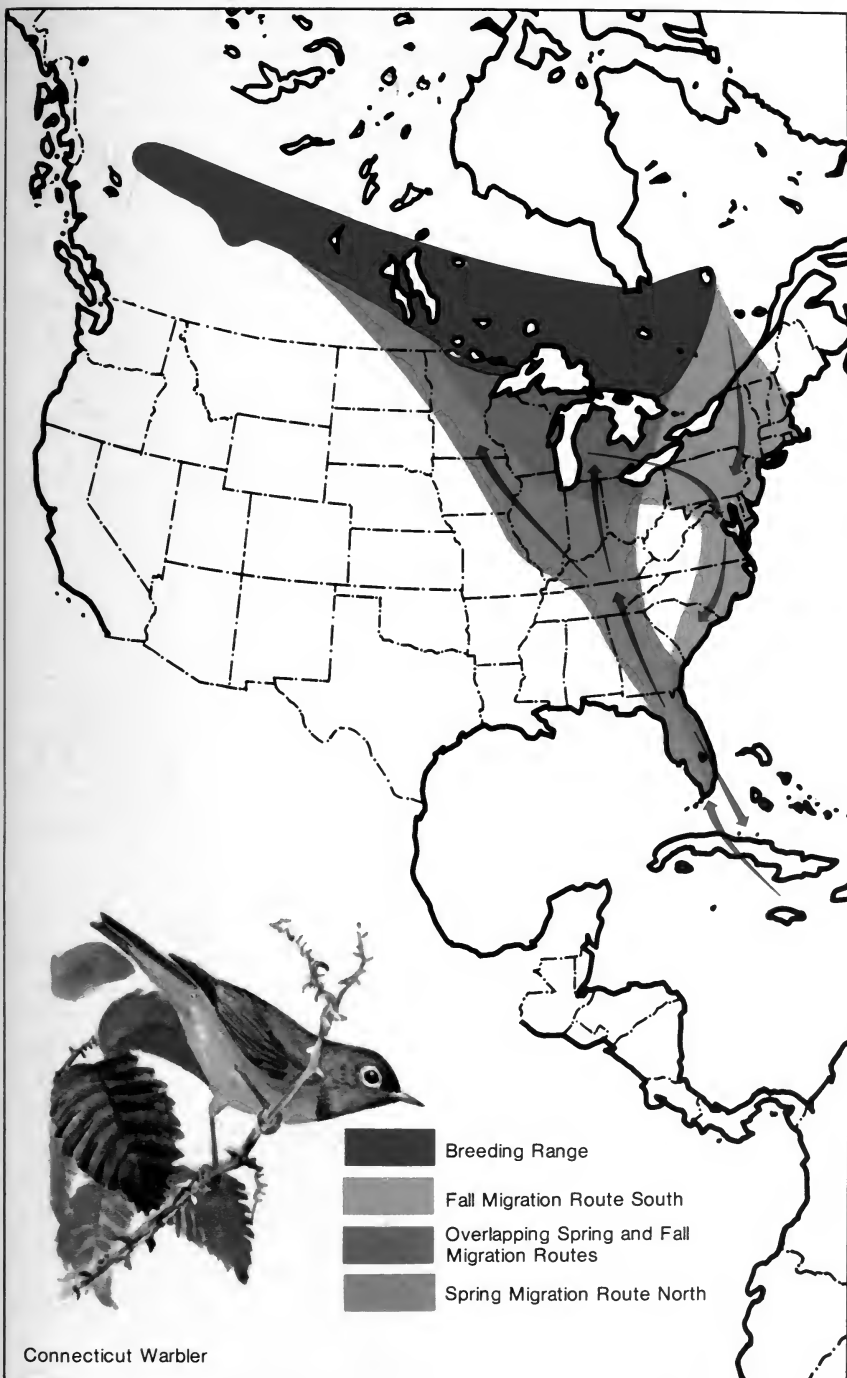 Breeding Range
Fall Migration Route South
Overlapping Spring and Fall
Migration Routes
Spring Migration Route North
Connecticut Warbler